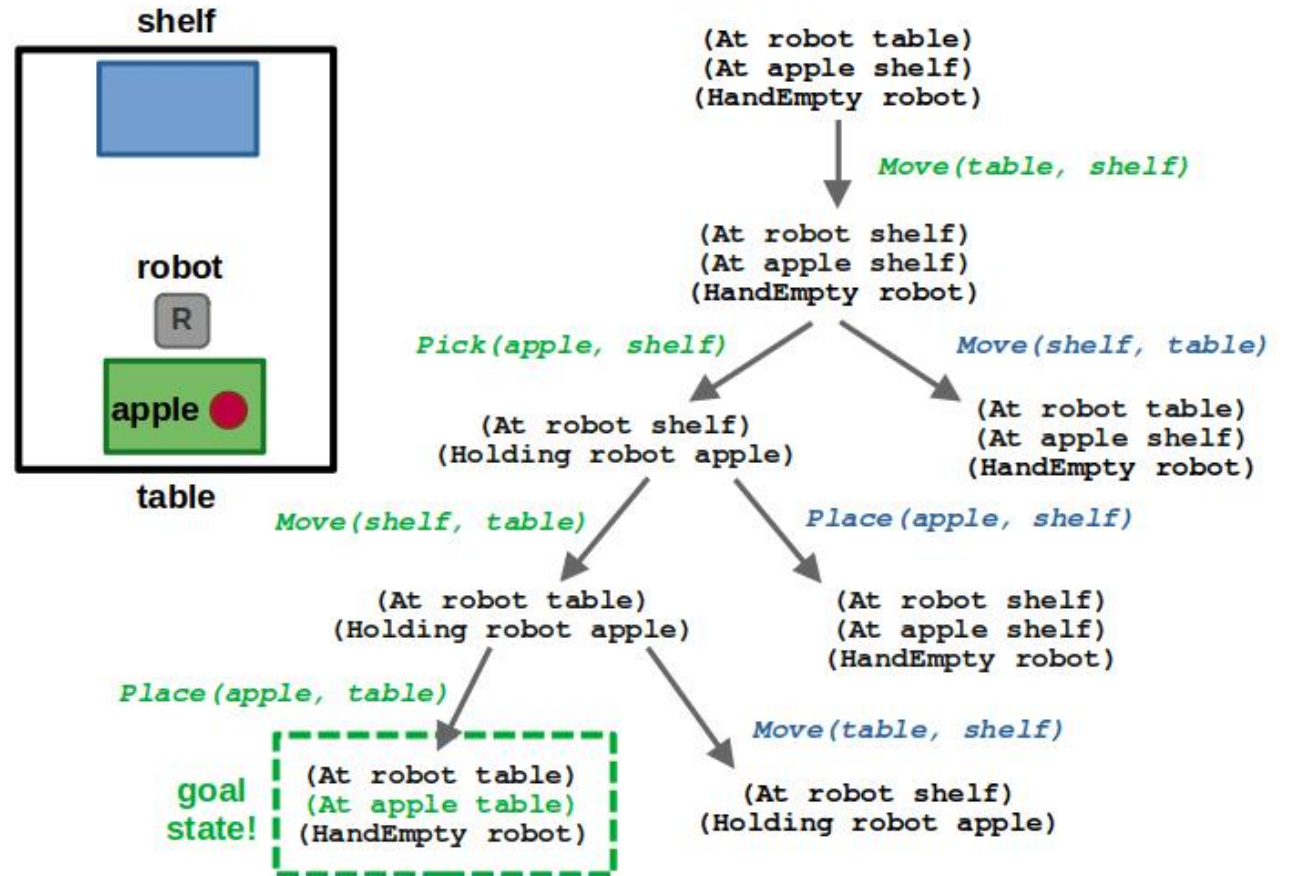 shelf
robot
R
apple
table
(At robot table)
(At apple shelf)
(HandEmpty robot)
Move(table, shelf)
(At robot shelf)
(At apple shelf)
(HandEmpty robot)
Pick(apple, shelf)
Move(shelf, table)
(At robot shelf)
(Holding robot apple)
(At robot table)
(At apple shelf)
(HandEmpty robot)
Move(shelf, table)
Place(apple, shelf)
(At robot table)
(Holding robot apple)
(At robot shelf)
(At apple shelf)
(HandEmpty robot)
Place(apple, table)
Move(table, shelf)
goal
state!
(At robot table)
(At apple table)
(HandEmpty robot)
(At robot shelf)
(Holding robot apple)